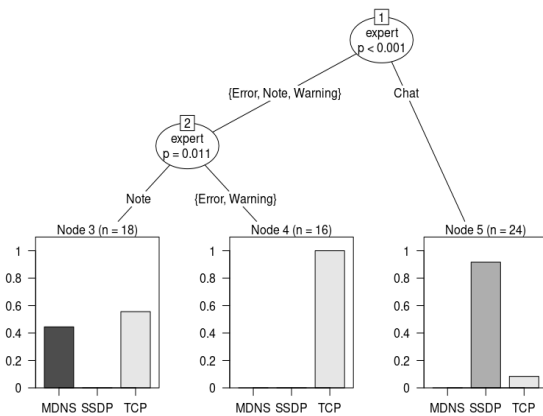 1
expert
p < 0.001
{Error, Note, Warning}
Chat
2
expert
p = 0.011
Note
{Error, Warning}
Node 3 (n = 18)
1
0.8
0.6
0.4
0.2
0
MDNS SSDP TCP
Node 4 (n = 16)
1
0.8
0.6
0.4
0.2
0
MDNS SSDP TCP
Node 5 (n = 24)
1
0.8
0.6
0.4
0.2
0
MDNS SSDP TCP